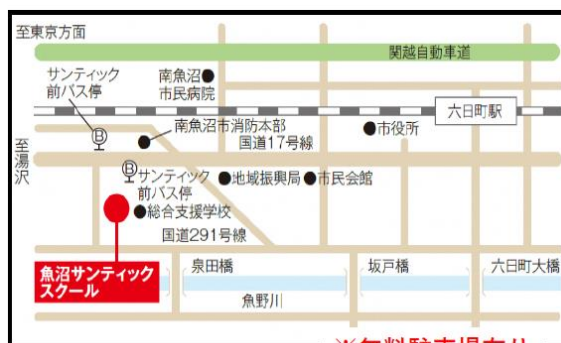 至東京方面
関越自動車道
サンティック
前バス停
南魚沼
市民病院
六日町駅
B
南魚沼市消防本部
国道17号線
市役所
至湯沢
B
サンティック
前バス停
地域振興局
市民会館
総合支援学校
国道291号線
魚沼サンティック
スクール
泉田橋
坂戸橋
六日町大橋
魚野川